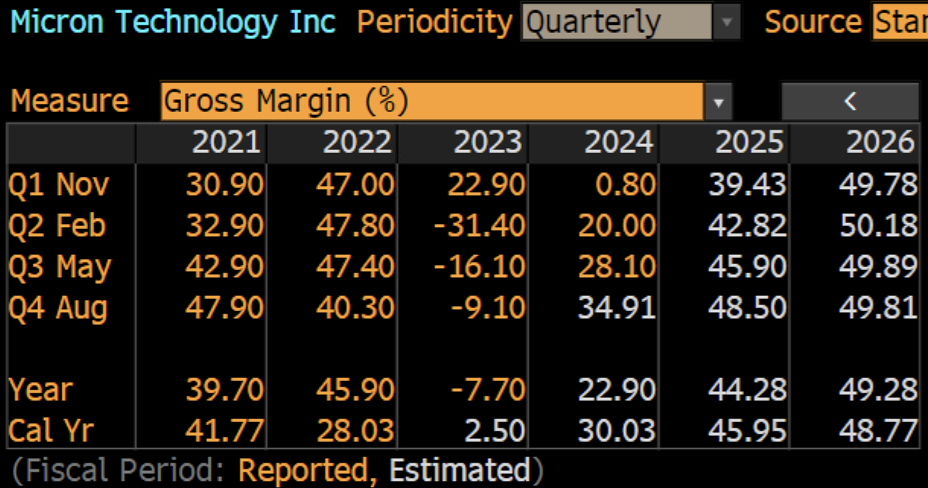 Micron Technology Inc Periodicity Quarterly Source
Measure Gross Margin (%) <
2021 2022 2023 2024 2025 2026
Q1 Nov 30.90 47.00 22.90 0.80 39.43 49.78
Q2 Feb 32.90 47.80 -31.40 20.00 42.82 50.18
Q3 May 42.90 47.40 -16.10 28.10 45.90 49.89
Q4 Aug 47.90 40.30 -9.10 34.91 48.50 49.81
Year 39.70 45.90 -7.70 22.90 44.28 49.28
Cal Yr 41.77 28.03 2.50 30.03 45.95 48.77
(Fiscal Period: Reported, Estimated)